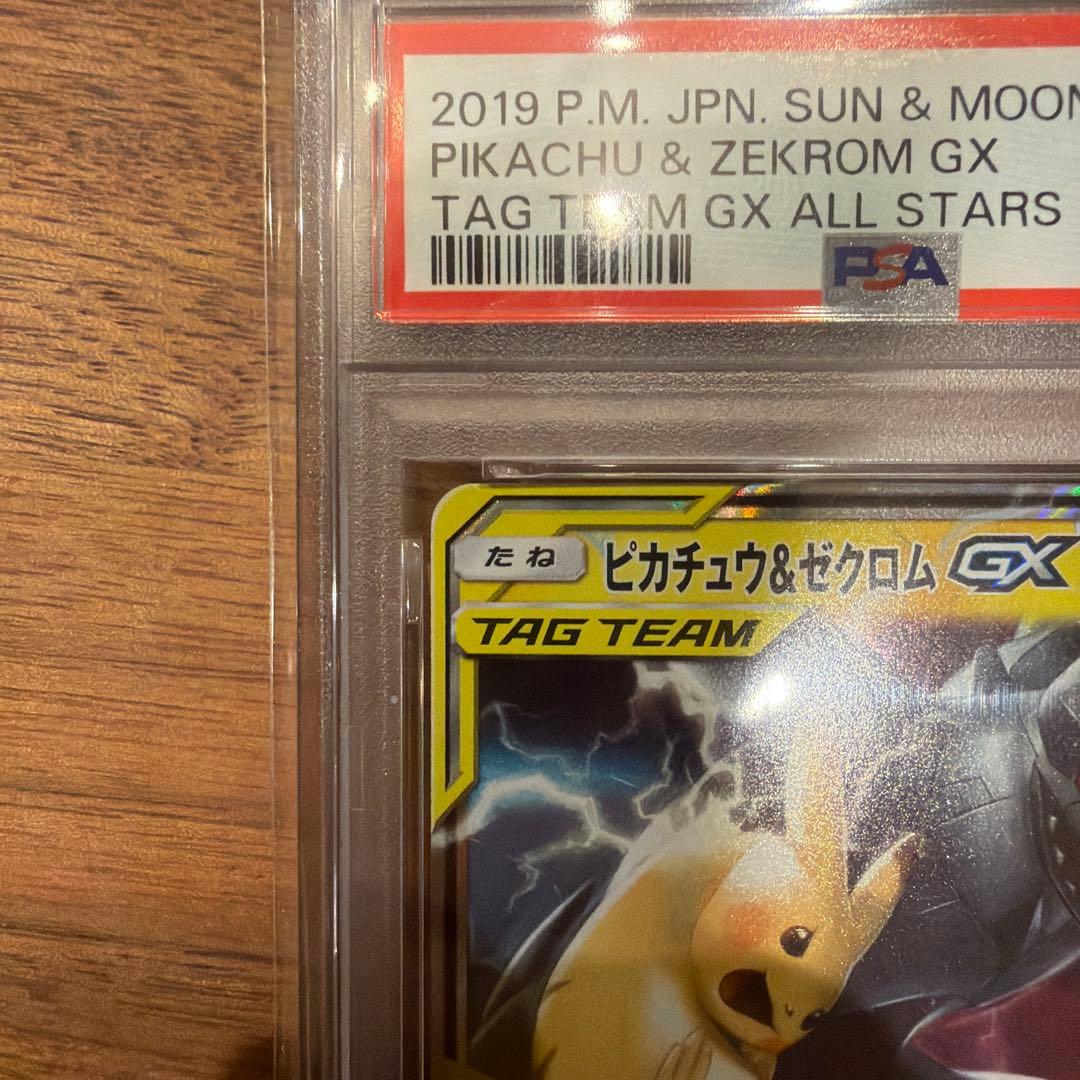 2019 P.M. JPN. SUN & MOON
PIKACHU & ZEKROM GX
TAG TEAM GX ALL STARS
PSA
たね ピカチュウ&ゼクロム GX
TAG TEAM